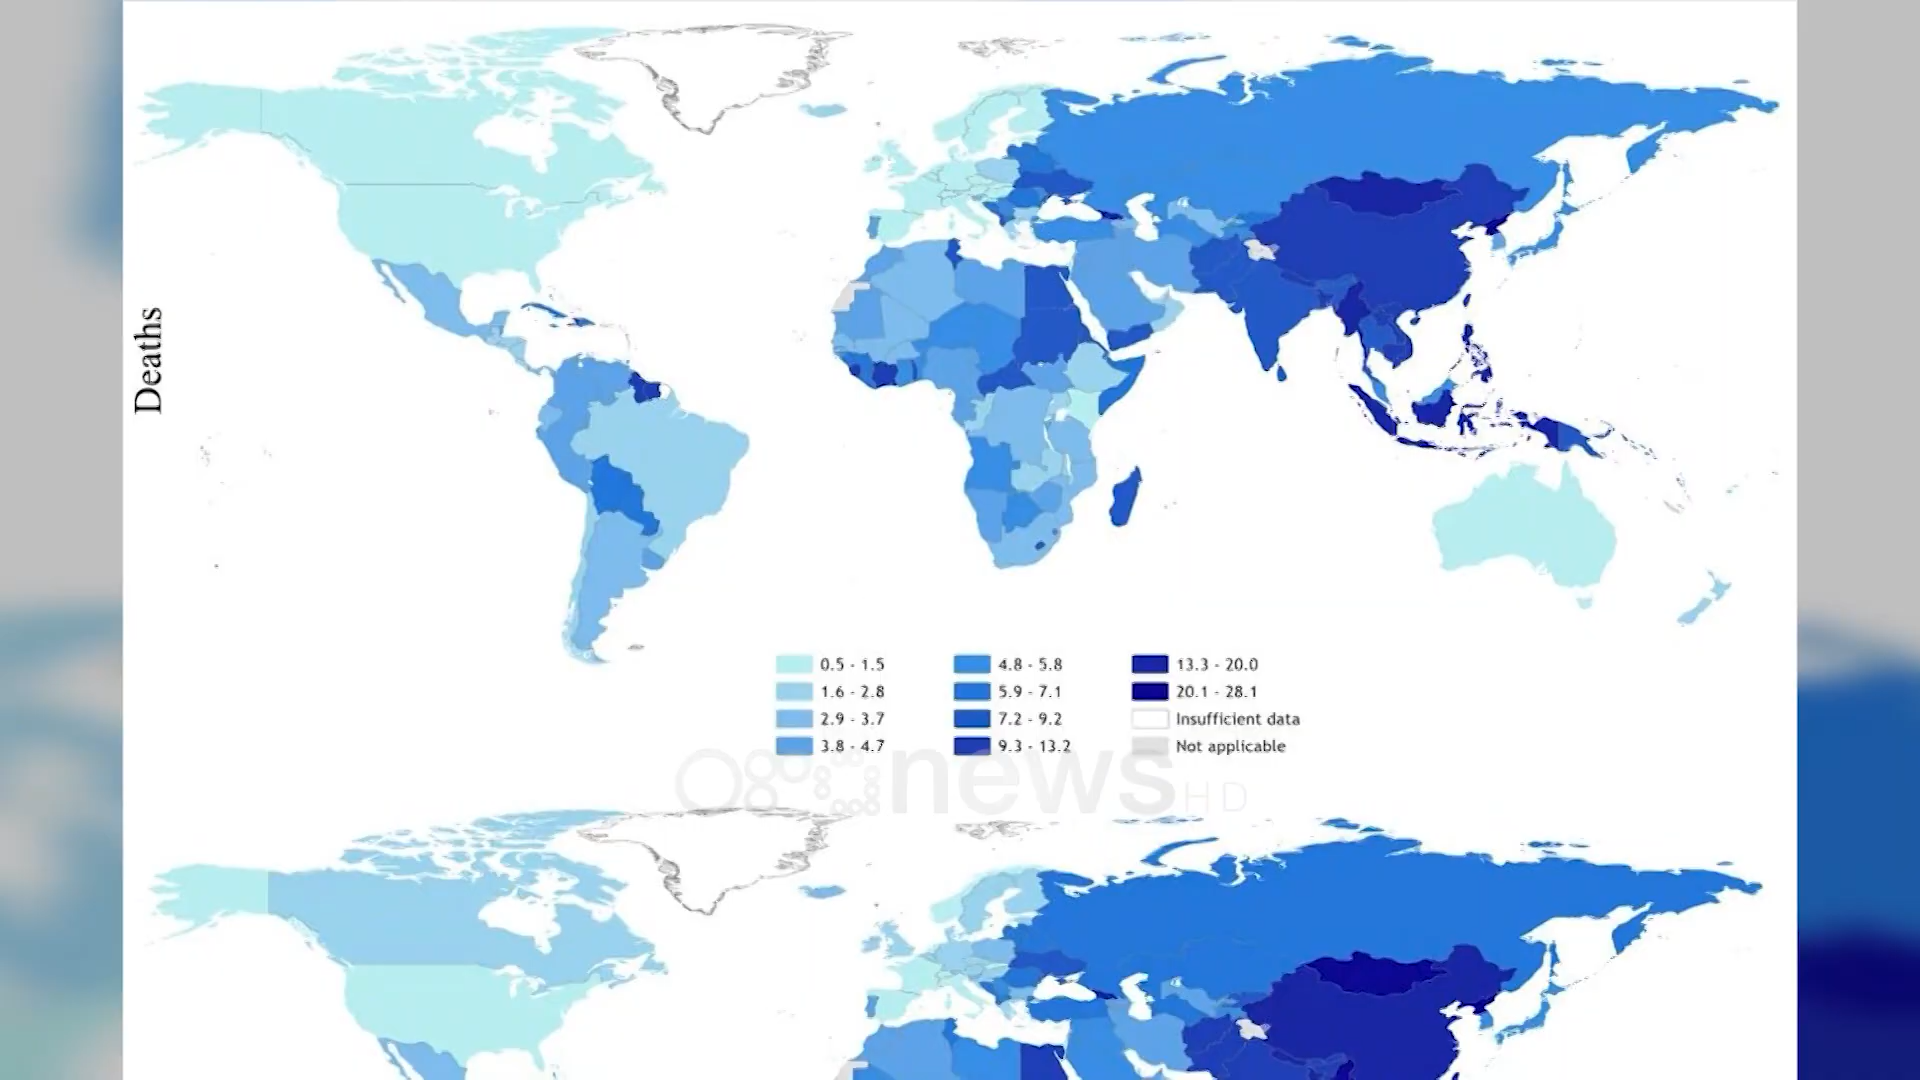 Deaths
0.5 - 1.5
1.6 - 2.8
2.9 - 3.7
3.8 - 4.7
4.8 - 5.8
5.9 - 7.1
7.2 - 9.2
9.3 - 13.2
13.3 - 20.0
20.1 - 28.1
Insufficient data
Not applicable
news HD